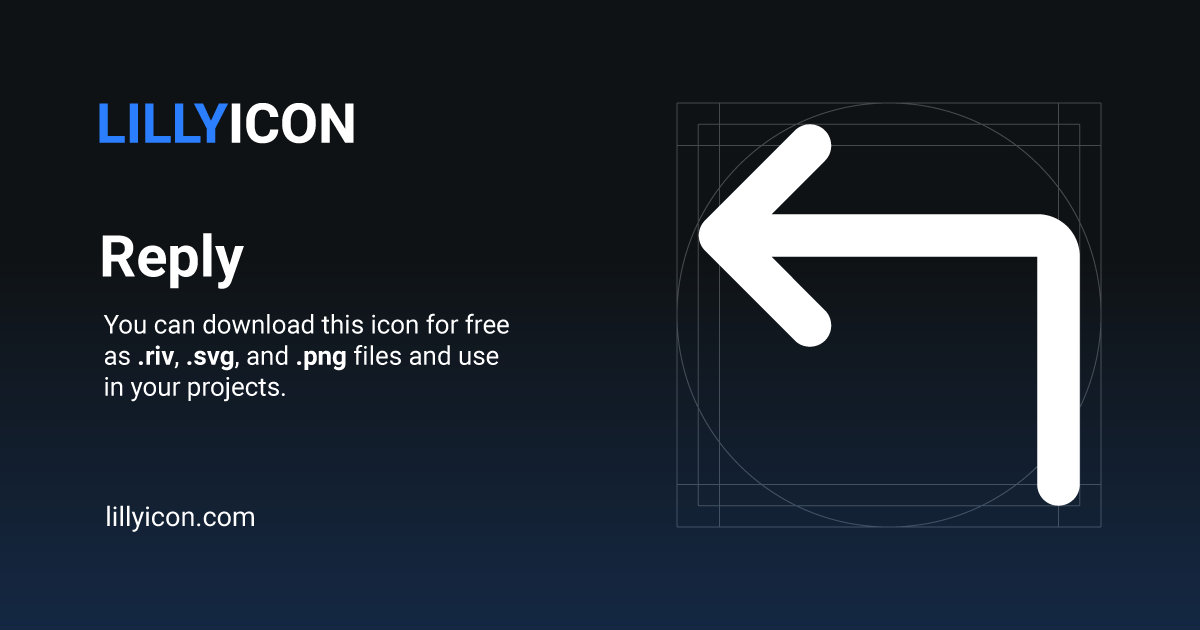 LILLYICON
Reply
You can download this icon for free
as .riv, .svg, and .png files and use
in your projects.
lillyicon.com